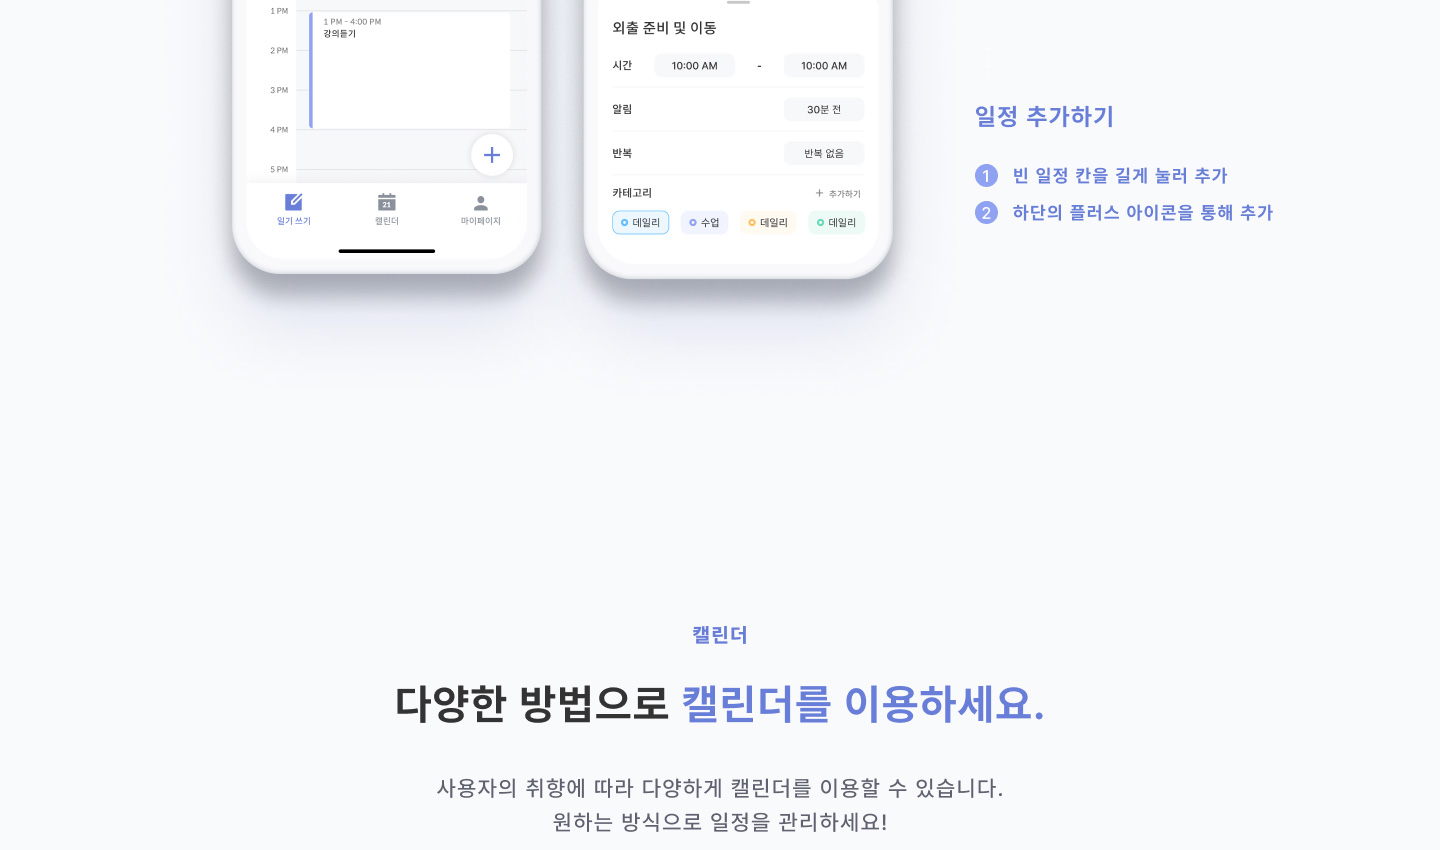 1 PM
1 PM - 4:00 PM
강의듣기
2 PM
3 PM
4 PM
5 PM
일기 쓰기
21
캘린더
마이페이지
외출 준비 및 이동
시간 10:00 AM - 10:00 AM
알림 30분 전
반복 반복 없음
카테고리 + 추가하기
데일리 수업 데일리 데일리
일정 추가하기
1 빈 일정 칸을 길게 눌러 추가
2 하단의 플러스 아이콘을 통해 추가
캘린더
다양한 방법으로 캘린더를 이용하세요.
사용자의 취향에 따라 다양하게 캘린더를 이용할 수 있습니다.
원하는 방식으로 일정을 관리하세요!